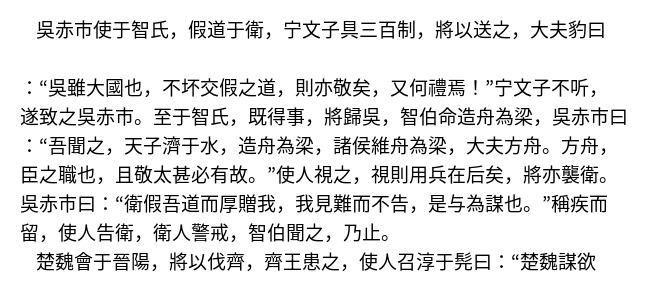 吳赤市使于智氏，假道于衛，宁文子具三百制，將以送之，大夫豹曰
：“吳雖大國也，不坏交假之道，則亦敬矣，又何禮焉！”宁文子不听，
遂致之吳赤市。至于智氏，既得事，將歸吳，智伯命造舟為梁，吳赤市曰
：“吾聞之，天子濟于水，造舟為梁，諸侯維舟為梁，大夫方舟。方舟，
臣之職也，且敬太甚必有故。”使人視之，視則用兵在后矣，將亦襲衛。
吳赤市曰：“衛假吾道而厚贈我，我見難而不告，是与為謀也。”稱疾而
留，使人告衛，衛人警戒，智伯聞之，乃止。
楚魏會于晉陽，將以伐齊，齊王患之，使人召淳于髡曰：“楚魏謀欲